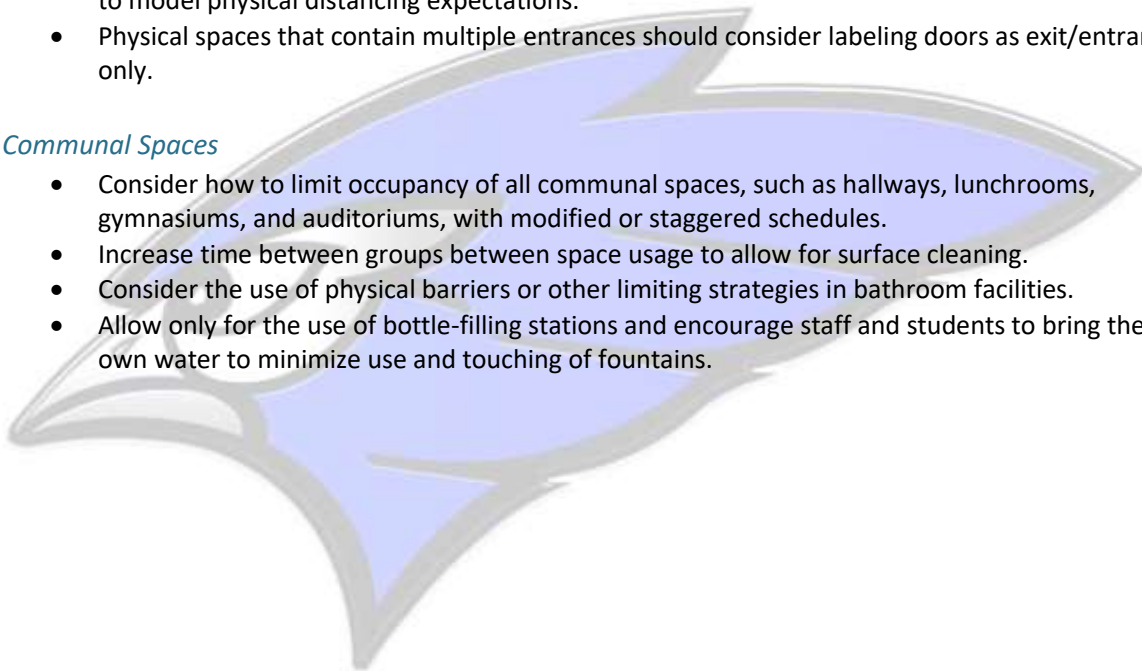 to model physical distancing expectations.
• Physical spaces that contain multiple entrances should consider labeling doors as exit/entran
only.
Communal Spaces
• Consider how to limit occupancy of all communal spaces, such as hallways, lunchrooms,
gymnasiums, and auditoriums, with modified or staggered schedules.
• Increase time between groups between space usage to allow for surface cleaning.
• Consider the use of physical barriers or other limiting strategies in bathroom facilities.
• Allow only for the use of bottle-filling stations and encourage staff and students to bring the
own water to minimize use and touching of fountains.